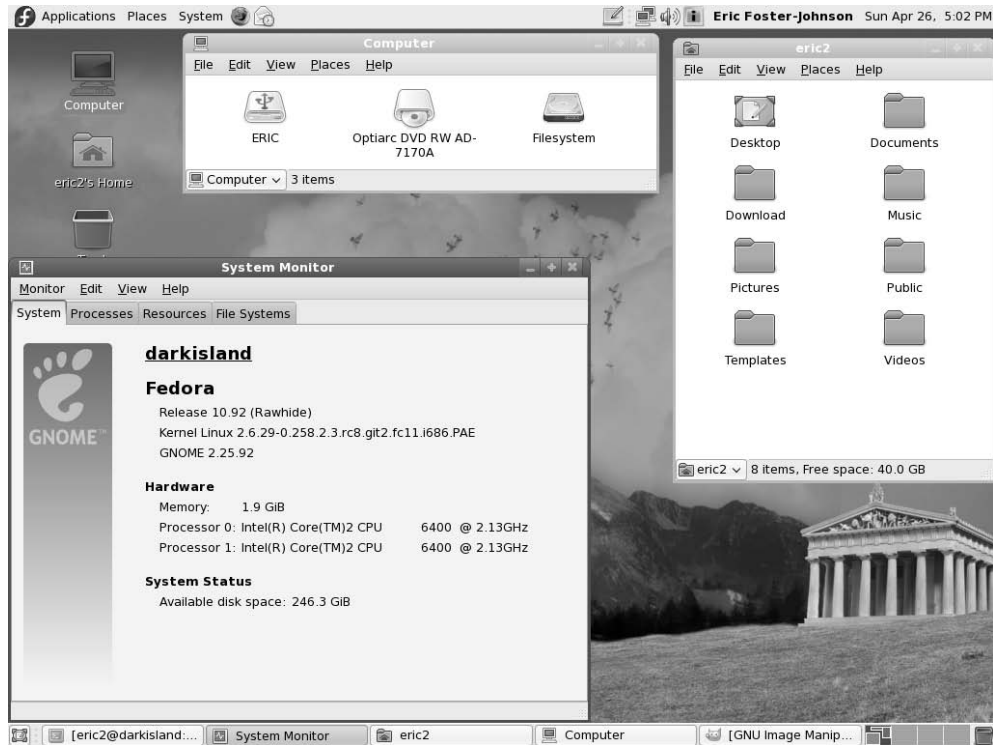 Applications Places System
Eric Foster-Johnson Sun Apr 26, 5:02 PM
Computer
eric2's Home
Computer
File Edit View Places Help
ERIC
Optiarc DVD RW AD-
7170A
Filesystem
Computer 3 items
eric2
File Edit View Places Help
Desktop
Documents
Download
Music
Pictures
Public
Templates
Videos
eric2 8 items, Free space: 40.0 GB
System Monitor
Monitor Edit View Help
System Processes Resources File Systems
GNOME™
darkisland
Fedora
Release 10.92 (Rawhide)
Kernel Linux 2.6.29-0.258.2.3.rc8.git2.fc11.i686.PAE
GNOME 2.25.92
Hardware
Memory: 1.9 GiB
Processor 0: Intel(R) Core(TM)2 CPU 6400 @ 2.13GHz
Processor 1: Intel(R) Core(TM)2 CPU 6400 @ 2.13GHz
System Status
Available disk space: 246.3 GiB
[eric2@darkisland:...
System Monitor
eric2
Computer
[GNU Image Manip...